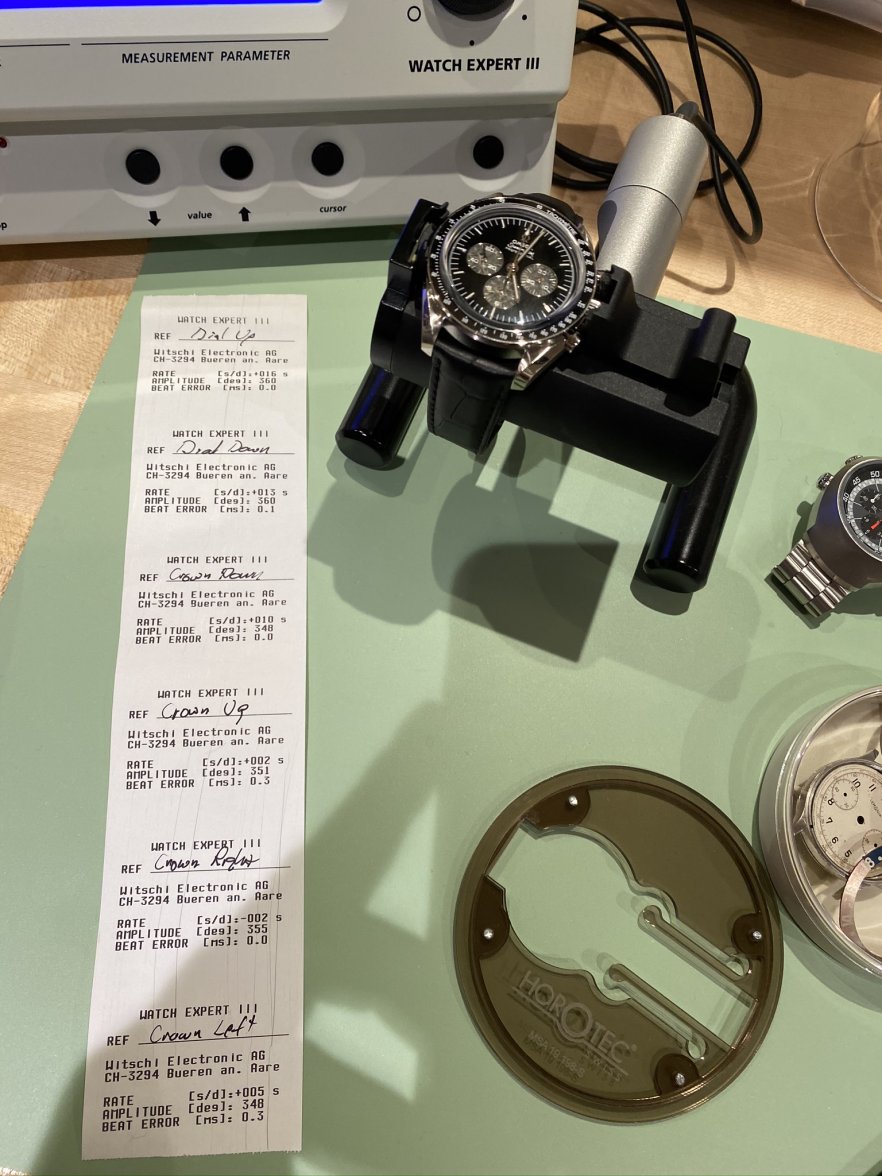 MEASUREMENT PARAMETER
WATCH EXPERT III
value
cursor
WATCH EXPERT III
REF Dial Up
Witschi Electronic AG
CH-3294 Bueren an. Aare
RATE [s/d]:+016 s
AMPLITUDE [deg]: 360
BEAT ERROR [ms]: 0.0
WATCH EXPERT III
REF Dial Down
Witschi Electronic AG
CH-3294 Bueren an. Aare
RATE [s/d]:+013 s
AMPLITUDE [deg]: 360
BEAT ERROR [ms]: 0.1
WATCH EXPERT III
REF Crown Down
Witschi Electronic AG
CH-3294 Bueren an. Aare
RATE [s/d]:+010 s
AMPLITUDE [deg]: 348
BEAT ERROR [ms]: 0.0
WATCH EXPERT III
REF Crown Up
Witschi Electronic AG
CH-3294 Bueren an. Aare
RATE [s/d]:+002 s
AMPLITUDE [deg]: 351
BEAT ERROR [ms]: 0.3
WATCH EXPERT III
REF Crown Right
Witschi Electronic AG
CH-3294 Bueren an. Aare
RATE [s/d]:-002 s
AMPLITUDE [deg]: 355
BEAT ERROR [ms]: 0.0
WATCH EXPERT III
REF Crown Left
Witschi Electronic AG
CH-3294 Bueren an. Aare
RATE [s/d]:+005 s
AMPLITUDE [deg]: 348
BEAT ERROR [ms]: 0.3
HOROTEC